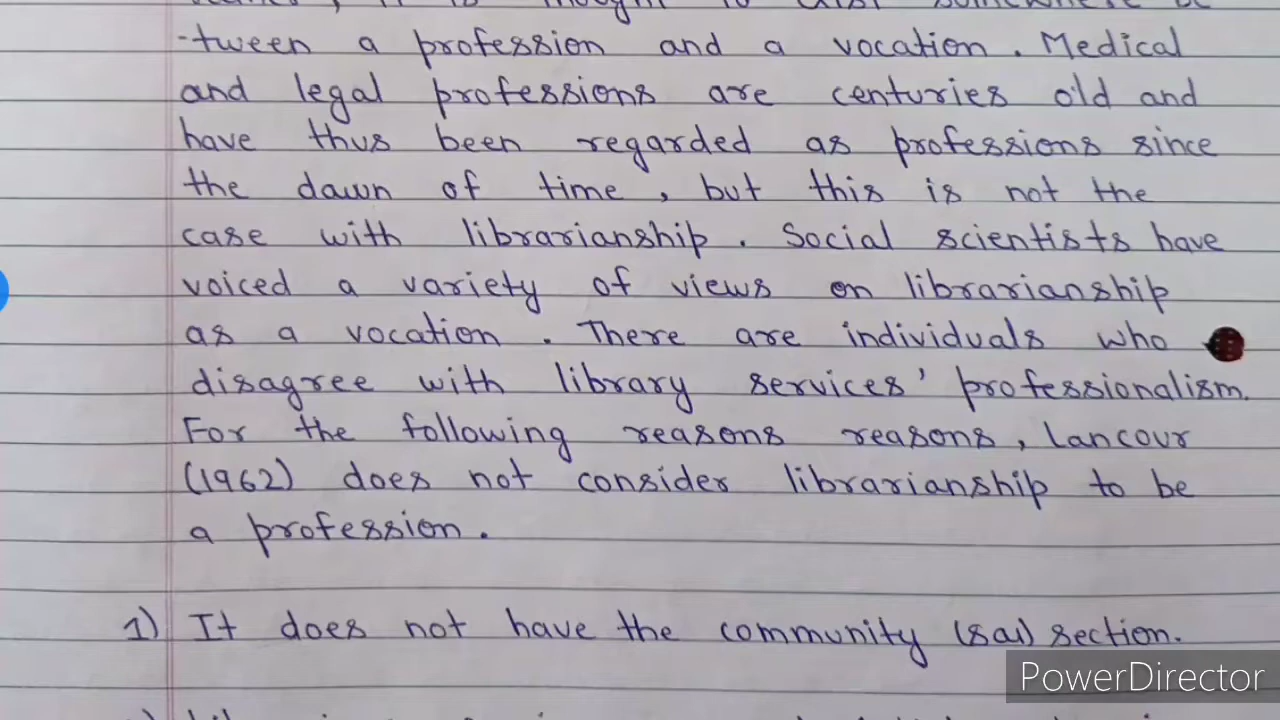 -tween a profession and a vocation. Medical
and legal professions are centuries old and
have thus been regarded as professions since
the dawn of time, but this is not the
case with librarianship. Social scientists have
voiced a variety of views on librarianship
as a vocation. There are individuals who
disagree with library services' professionalism.
For the following reasons reasons, Lancour
(1962) does not consider librarianship to be
a profession.
1) It does not have the community (sai) section.
PowerDirector